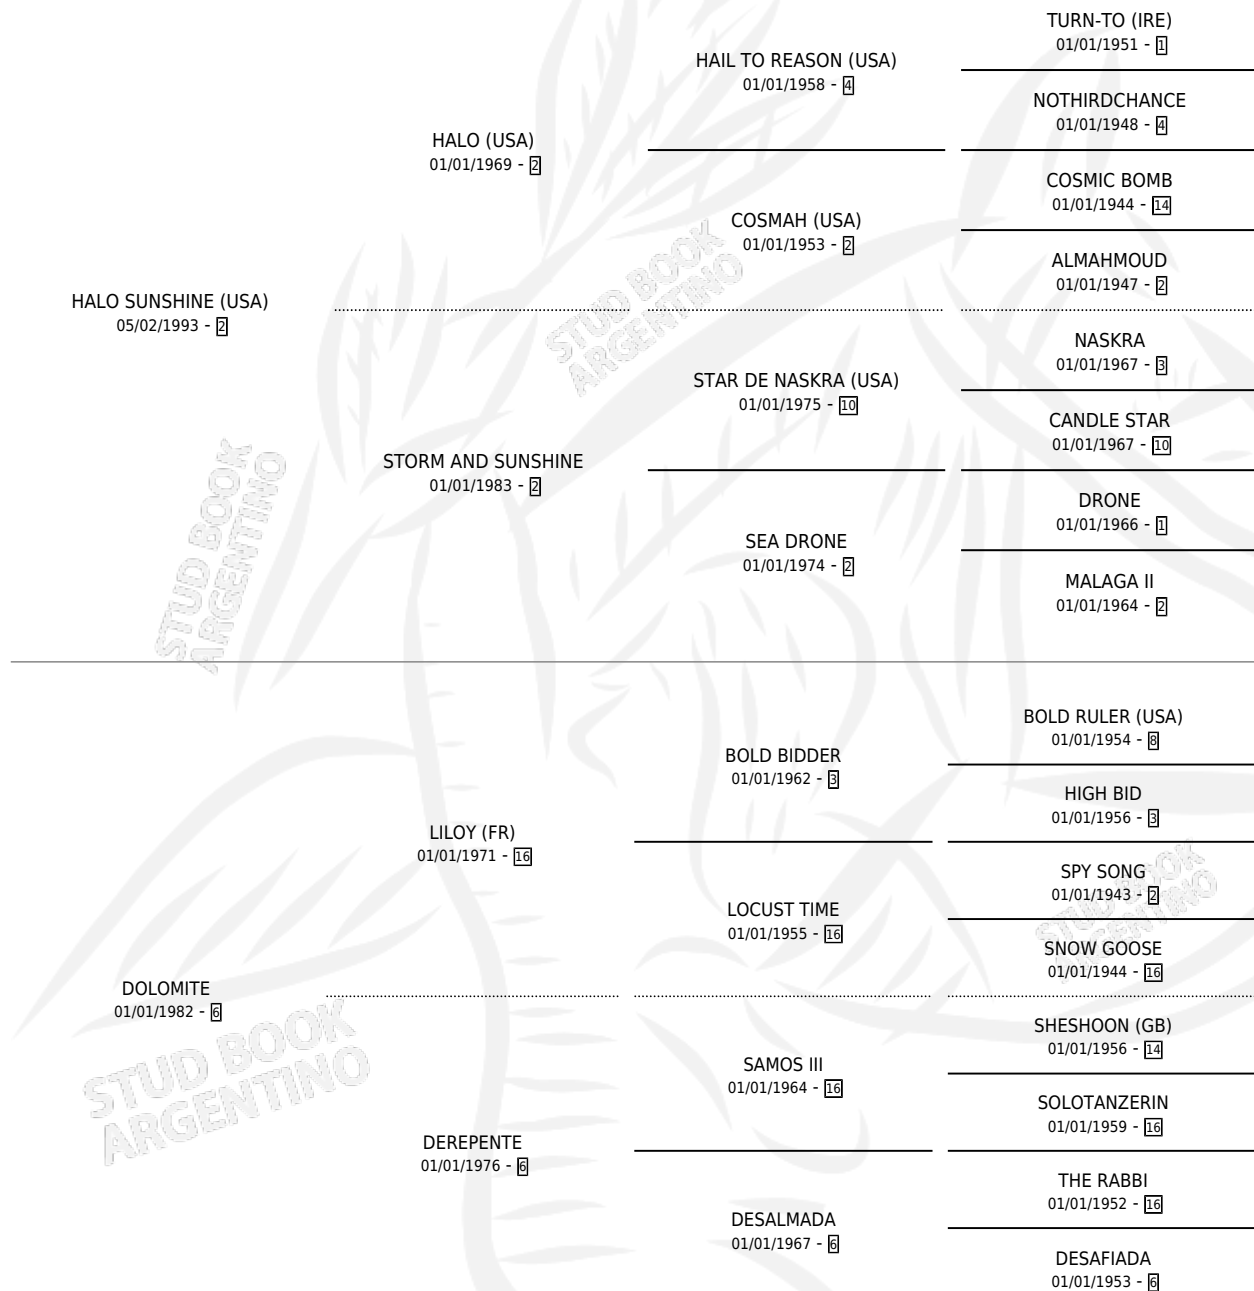 TURN-TO (IRE)
01/01/1951 - 1
HAIL TO REASON (USA)
01/01/1958 - 4
NOTHIRDCHANCE
01/01/1948 - 4
HALO (USA)
01/01/1969 - 2
COSMIC BOMB
01/01/1944 - 14
COSMAH (USA)
01/01/1953 - 2
ALMAHMOUD
01/01/1947 - 2
HALO SUNSHINE (USA)
05/02/1993 - 2
STUD BOOK
ARGENTINO
NASKRA
01/01/1967 - 3
STAR DE NASKRA (USA)
01/01/1975 - 10
CANDLE STAR
01/01/1967 - 10
STORM AND SUNSHINE
01/01/1983 - 2
DRONE
01/01/1966 - 1
SEA DRONE
01/01/1974 - 2
MALAGA II
01/01/1964 - 2
STUD BOOK
ARGENTINO
BOLD RULER (USA)
01/01/1954 - 8
BOLD BIDDER
01/01/1962 - 3
HIGH BID
01/01/1956 - 3
LILOY (FR)
01/01/1971 - 16
SPY SONG
01/01/1943 - 2
LOCUST TIME
01/01/1955 - 16
STUD BOOK
ARGENTINO
SNOW GOOSE
01/01/1944 - 16
DOLOMITE
01/01/1982 - 6
STUD BOOK
ARGENTINO
SHESHOON (GB)
01/01/1956 - 14
SAMOS III
01/01/1964 - 16
SOLOTANZERIN
01/01/1959 - 16
DEREPENTE
01/01/1976 - 6
THE RABBI
01/01/1952 - 16
DESALMADA
01/01/1967 - 6
DESAFIADA
01/01/1953 - 6